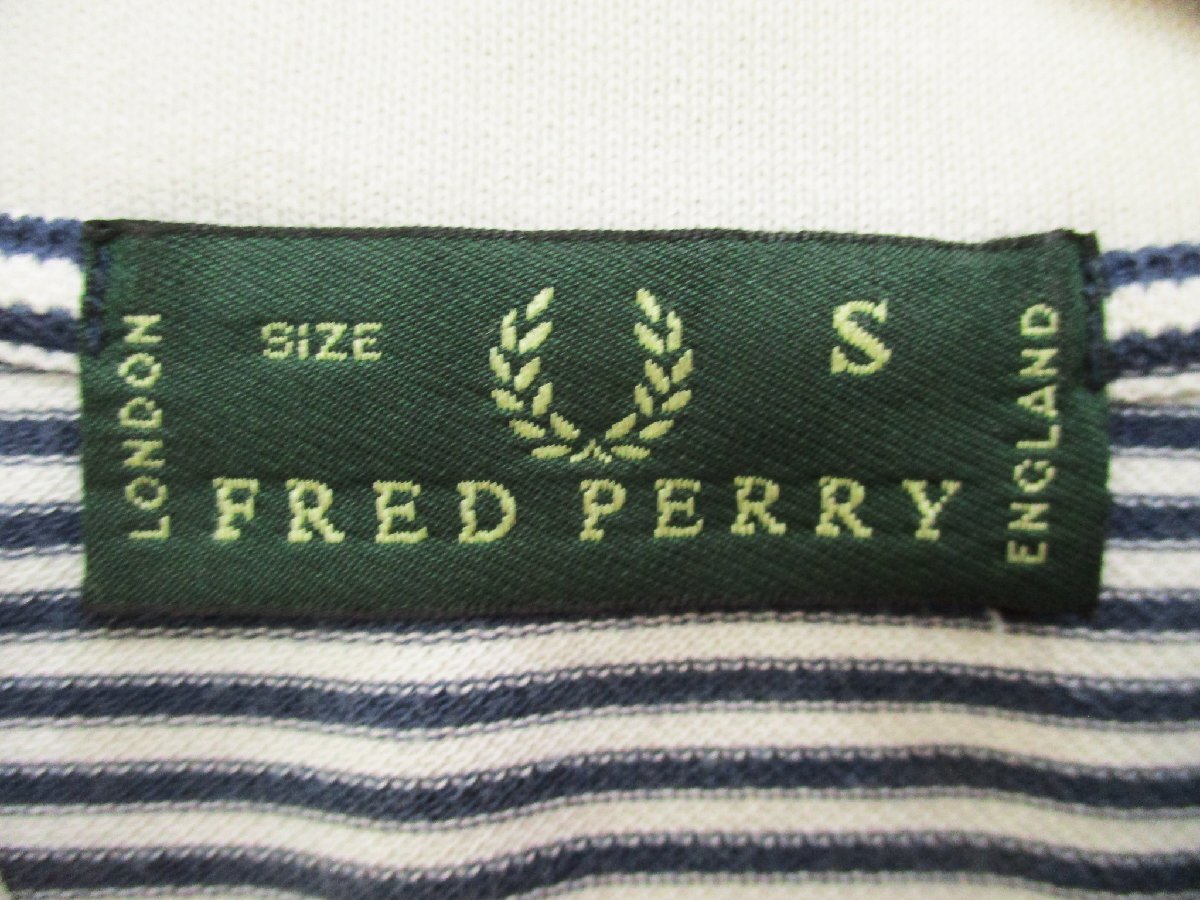 LONDON
SIZE S
FRED PERRY
ENGLAND